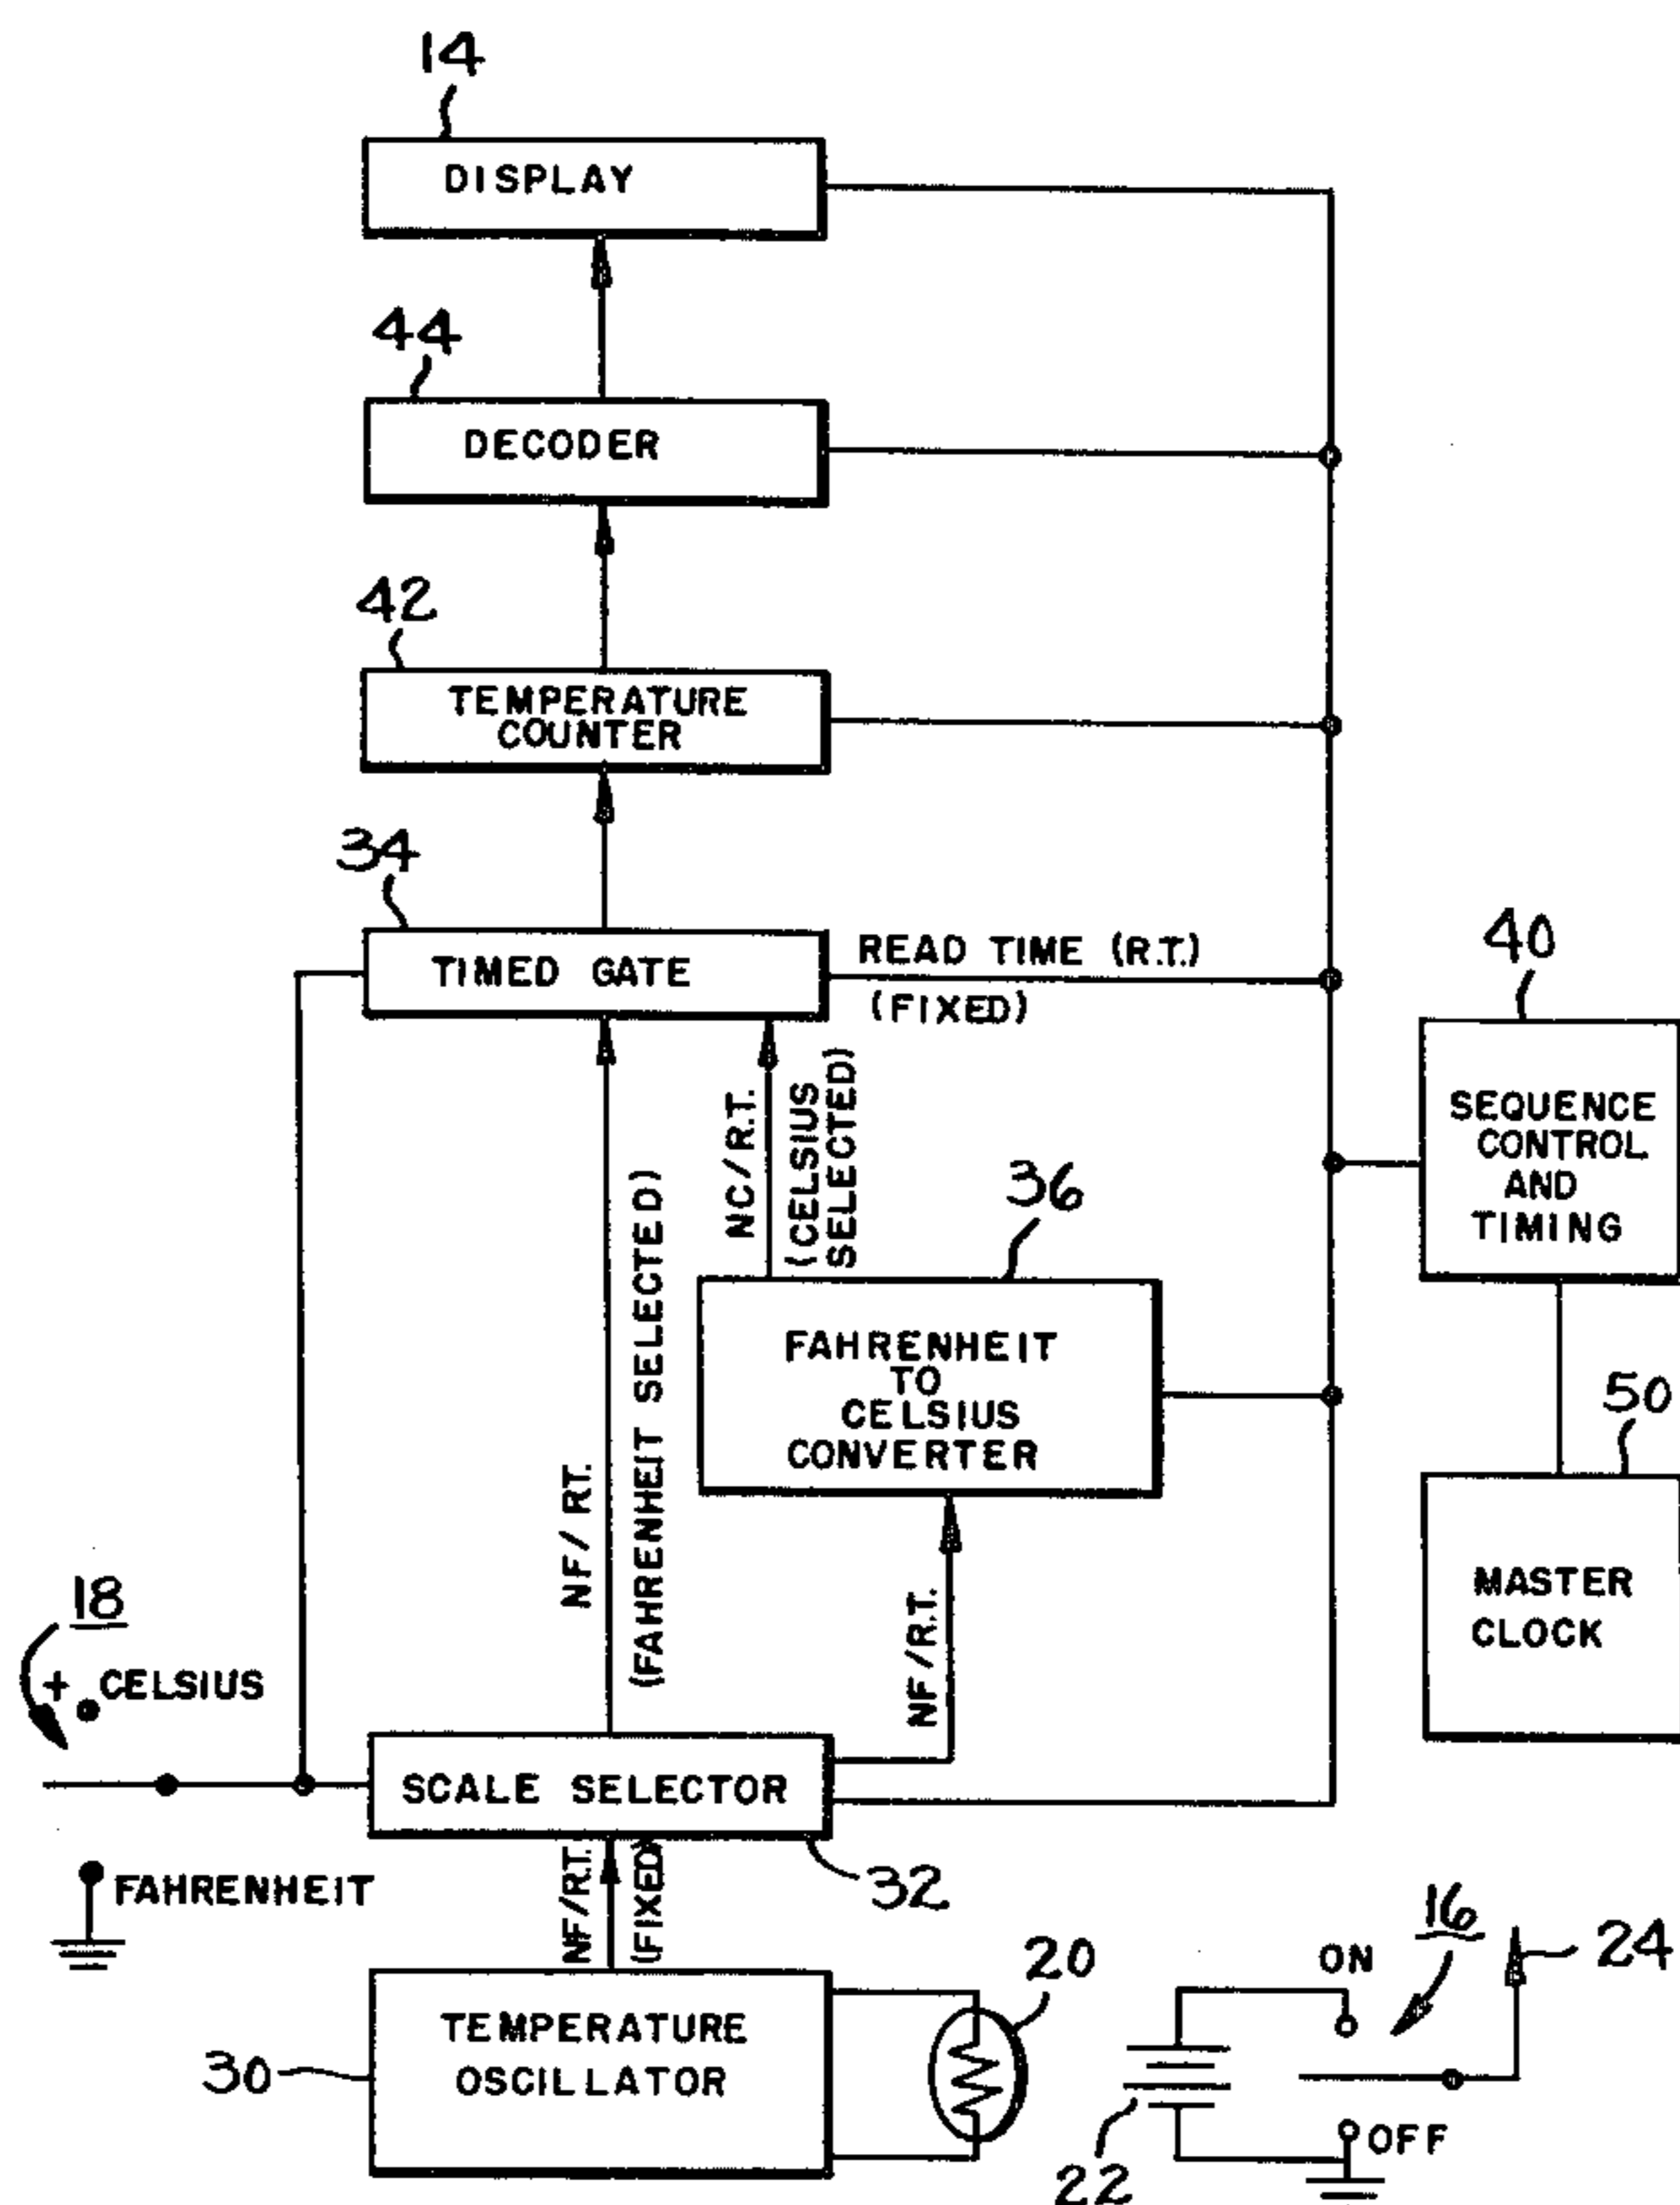 14
DISPLAY
44
DECODER
42
TEMPERATURE
COUNTER
34
TIMED GATE
READ TIME (R.T.)
(FIXED)
40
SEQUENCE
CONTROL
AND
TIMING
NC/R.T.
(CELSIUS
SELECTED)
36
FAHRENHEIT
TO
CELSIUS
CONVERTER
NF/RT.
(FAHRENHEIT SELECTED)
NF/R.T.
50
MASTER
CLOCK
18
+ CELSIUS
SCALE SELECTOR
32
FAHRENHEIT
NF/R.T.
(FIXED)
TEMPERATURE
OSCILLATOR
30
20
ON
16
24
22
OFF